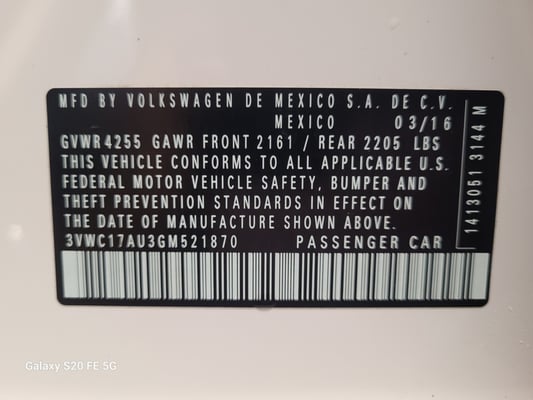 MFD BY VOLKSWAGEN DE MEXICO S.A. DE C.V.
MEXICO 03/16
GVWR 4255 GAWR FRONT 2161 / REAR 2205 LBS
THIS VEHICLE CONFORMS TO ALL APPLICABLE U.S.
FEDERAL MOTOR VEHICLE SAFETY, BUMPER AND
THEFT PREVENTION STANDARDS IN EFFECT ON
THE DATE OF MANUFACTURE SHOWN ABOVE.
3VWC17AU3GM521870 PASSENGER CAR
1413051 3144 M
Galaxy S20 FE 5G